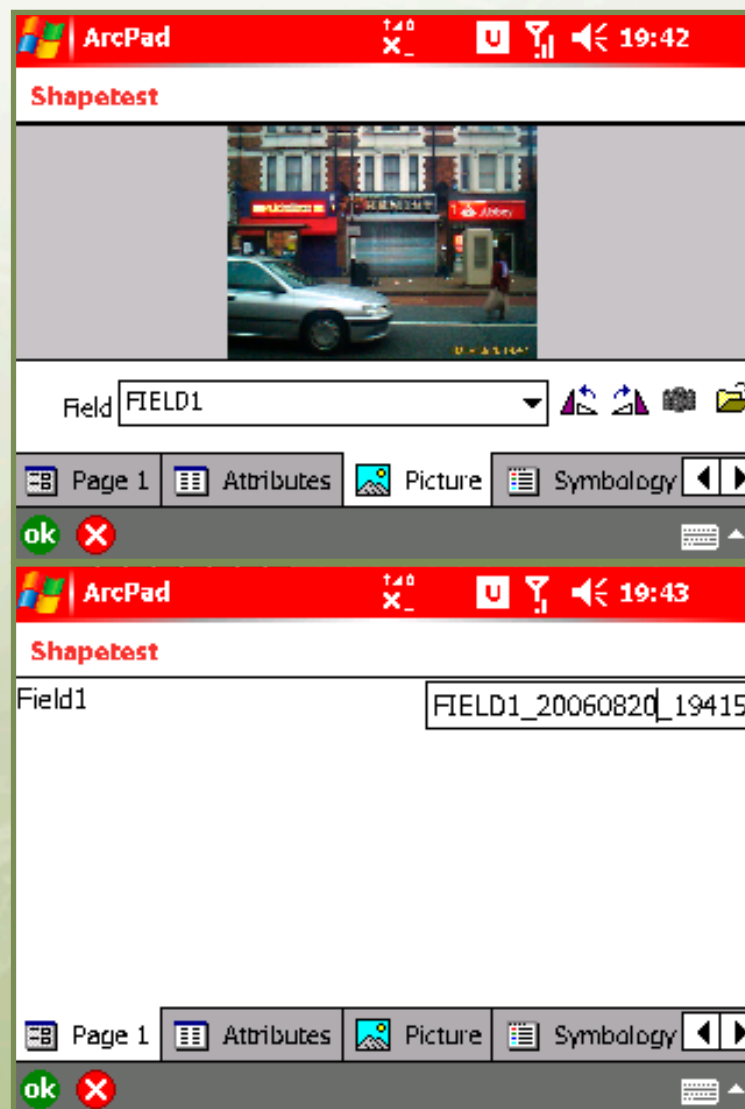 ArcPad U 19:42
Shapetest
Abbey
Field FIELD1
Page 1 Attributes Picture Symbology
ok
ArcPad U 19:43
Shapetest
Field1 FIELD1_20060820_19415
Page 1 Attributes Picture Symbology
ok